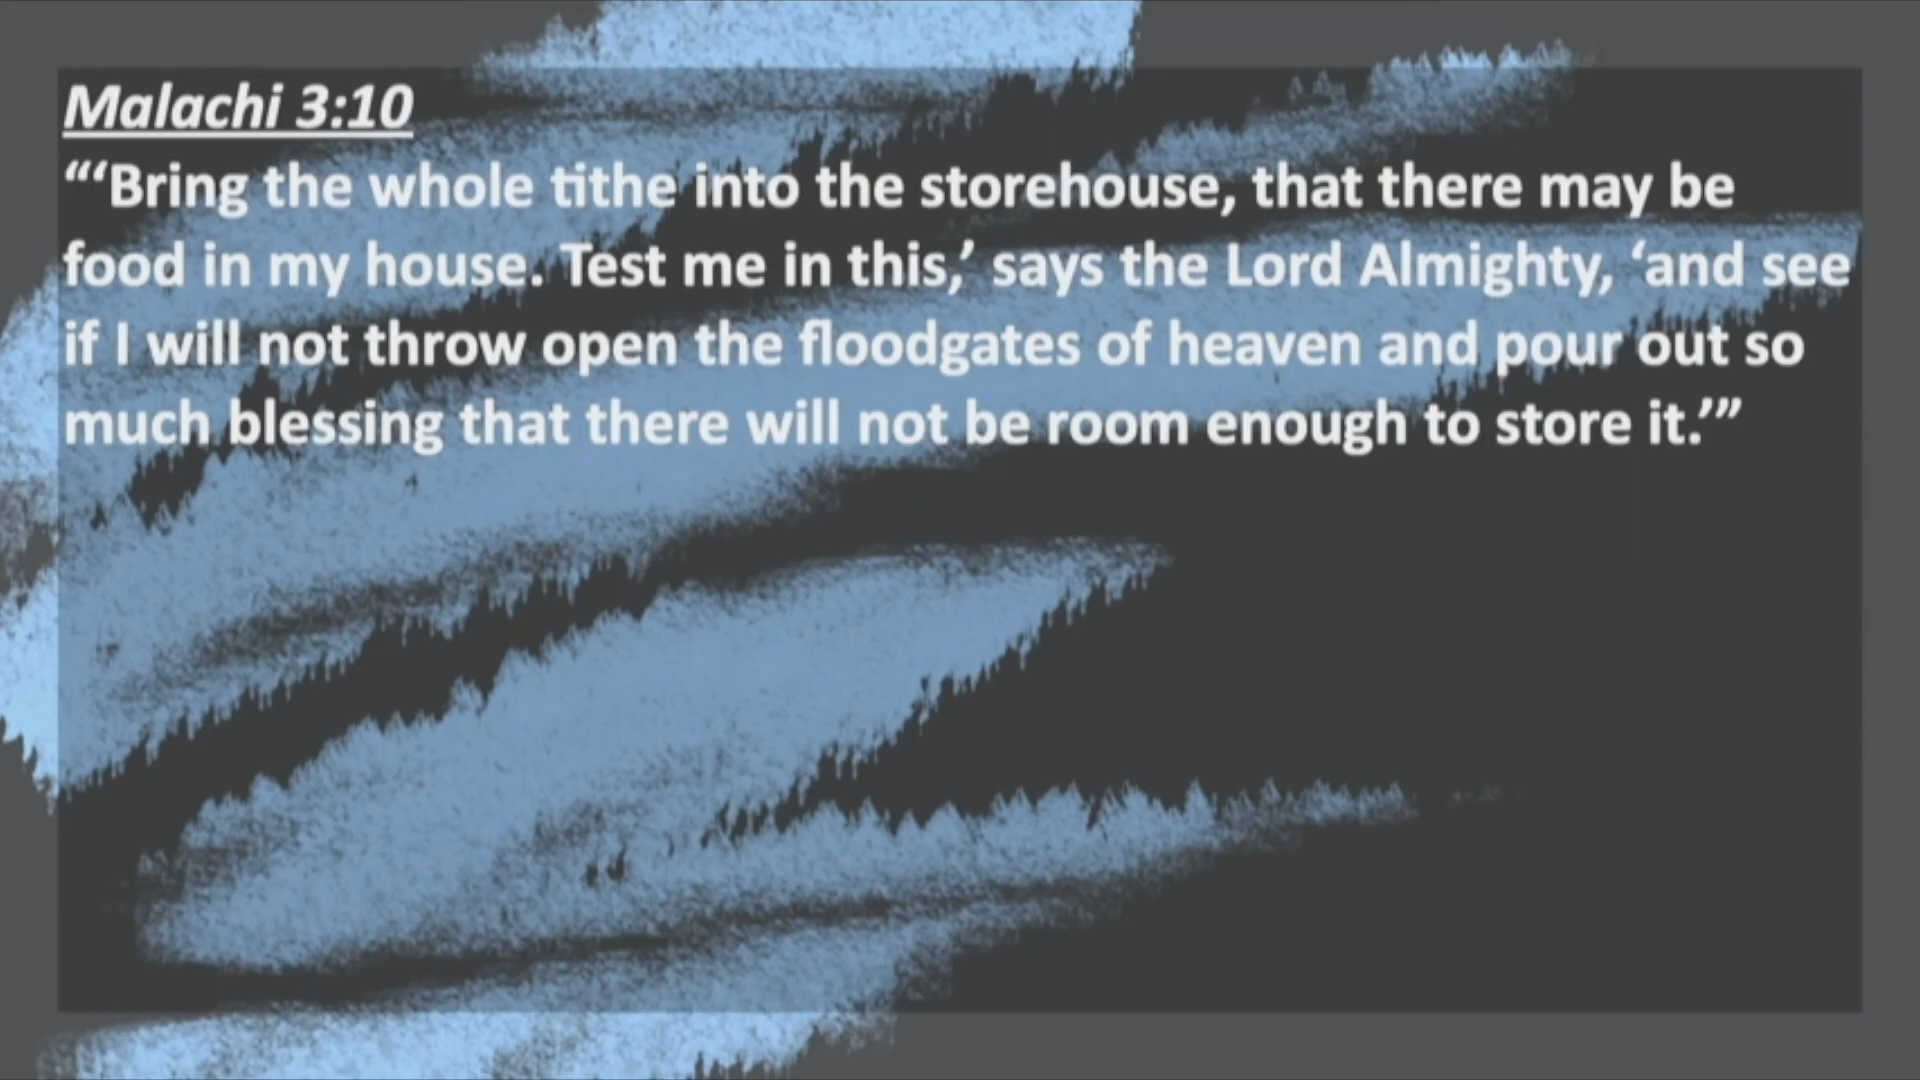 Malachi 3:10
“‘Bring the whole tithe into the storehouse, that there may be
food in my house. Test me in this,’ says the Lord Almighty, ‘and see
if I will not throw open the floodgates of heaven and pour out so
much blessing that there will not be room enough to store it.’”